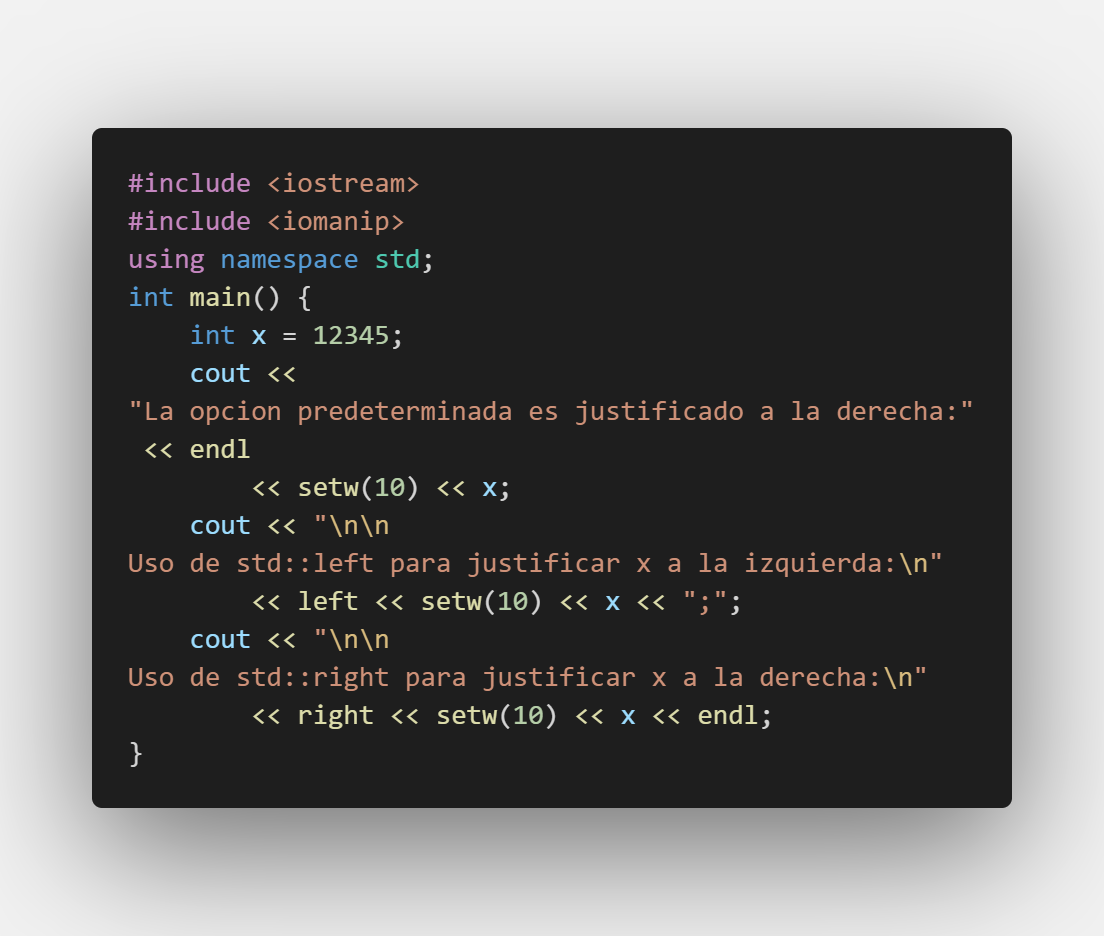 #include <iostream>
#include <iomanip>
using namespace std;
int main() {
    int x = 12345;
    cout <<
"La opcion predeterminada es justificado a la derecha:"
 << endl
        << setw(10) << x;
    cout << "\n\n
Uso de std::left para justificar x a la izquierda:\n"
        << left << setw(10) << x << ";";
    cout << "\n\n
Uso de std::right para justificar x a la derecha:\n"
        << right << setw(10) << x << endl;
}